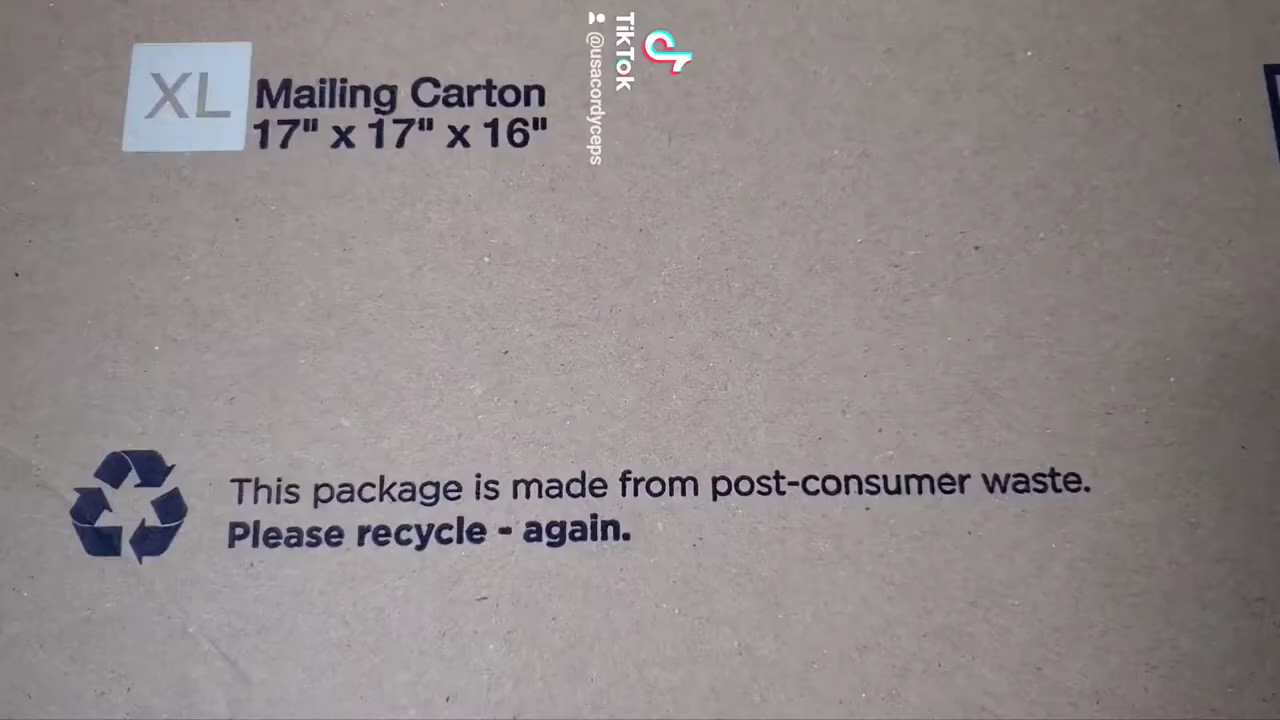 XL
Mailing Carton
17" x 17" x 16"
TikTok
@usacordyceps
This package is made from post-consumer waste.
Please recycle - again.